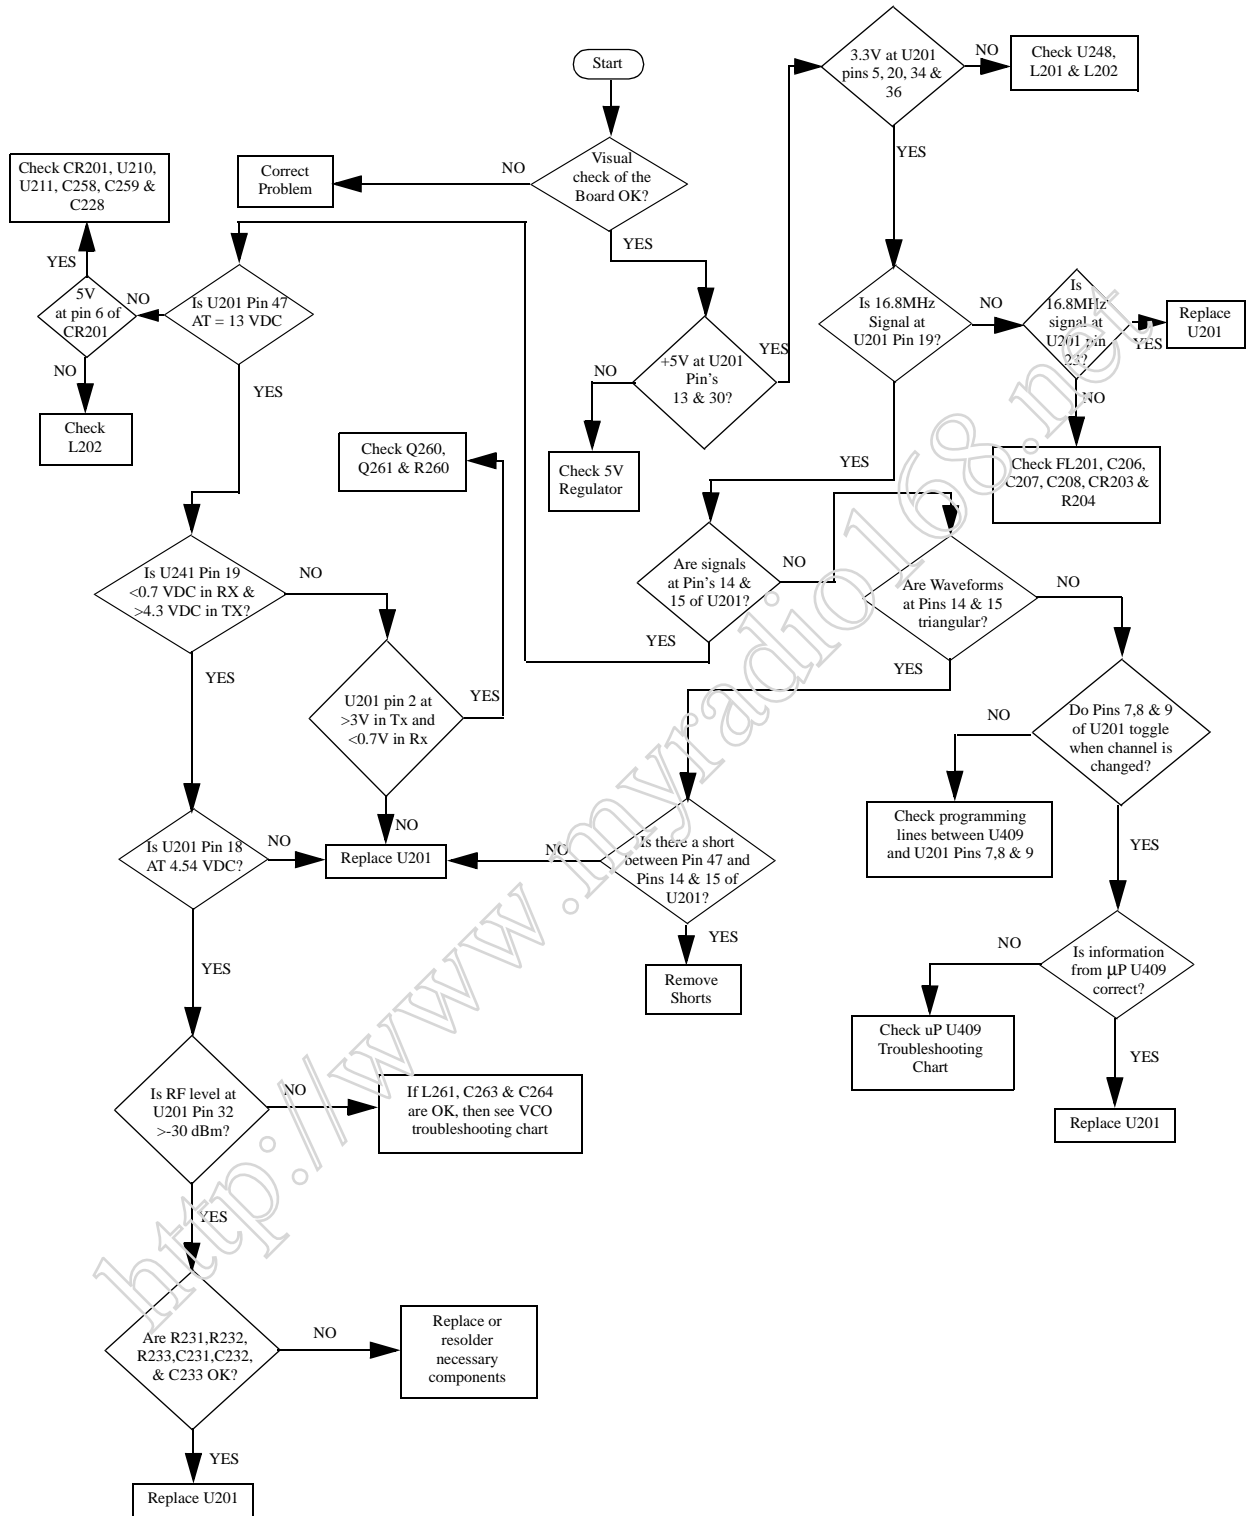 Start
3.3V at U201
pins 5, 20, 34 &
36
NO
Check U248,
L201 & L202
YES
Visual
check of the
Board OK?
NO
Correct
Problem
YES
Check CR201, U210,
U211, C258, C259 &
C228
YES
5V
at pin 6 of
CR201
NO
Is U201 Pin 47
AT = 13 VDC
NO
Check
L202
YES
+5V at U201
Pin's
13 & 30?
YES
NO
Check 5V
Regulator
Is 16.8MHz
Signal at
U201 Pin 19?
NO
Is
16.8MHz
signal at
U201 pin
23?
YES
Replace
U201
NO
Check FL201, C206,
C207, C208, CR203 &
R204
YES
Check Q260,
Q261 & R260
Are signals
at Pin's 14 &
15 of U201?
NO
YES
Are Waveforms
at Pins 14 & 15
triangular?
NO
YES
Is U241 Pin 19
<0.7 VDC in RX &
>4.3 VDC in TX?
NO
YES
U201 pin 2 at
>3V in Tx and
<0.7V in Rx
YES
NO
Do Pins 7,8 & 9
of U201 toggle
when channel is
changed?
NO
Check programming
lines between U409
and U201 Pins 7,8 & 9
YES
Is U201 Pin 18
AT 4.54 VDC?
NO
Replace U201
NO
Is there a short
between Pin 47 and
Pins 14 & 15 of
U201?
YES
Remove
Shorts
YES
Is information
from µP U409
correct?
NO
Check uP U409
Troubleshooting
Chart
YES
Replace U201
Is RF level at
U201 Pin 32
>-30 dBm?
NO
If L261, C263 & C264
are OK, then see VCO
troubleshooting chart
YES
Are R231,R232,
R233,C231,C232,
& C233 OK?
NO
Replace or
resolder
necessary
components
YES
Replace U201
http://www.myradio168.net